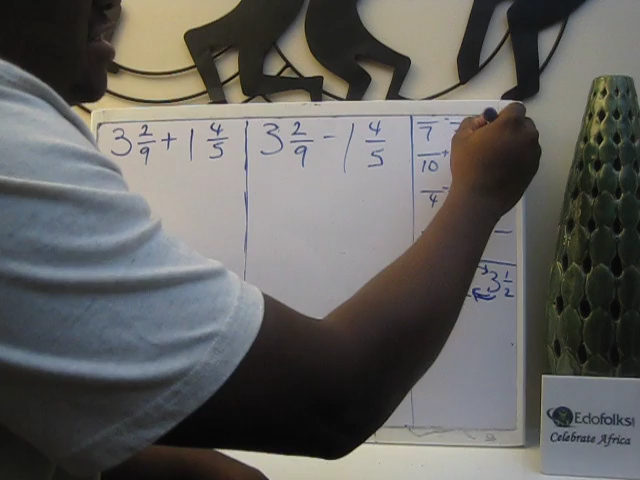 3 2/9 + 1 4/5
3 2/9 - 1 4/5
7
10 +
4
3 1/2
Edofolks
Celebrate Africa